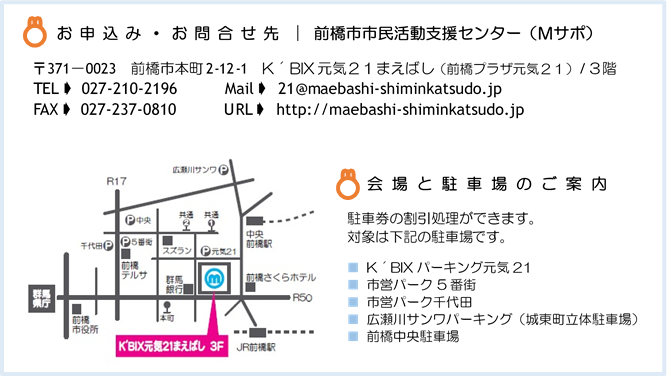 お申込み・お問合せ先｜前橋市市民活動支援センター（Mサポ）
〒371－0023　前橋市本町2-12-1　K´BIX元気２１まえばし（前橋プラザ元気２１）/３階
TEL 027-210-2196　Mail 21@maebashi-shiminkatsudo.jp
FAX 027-237-0810　URL http://maebashi-shiminkatsudo.jp
会場と駐車場のご案内
駐車券の割引処理ができます。
対象は下記の駐車場です。
K´BIXパーキング元気21
市営パーク５番街
市営パーク千代田
広瀬川サンワパーキング（城東町立体駐車場）
前橋中央駐車場
広瀬川サンワ P
R17
P 中央
共通 2
共通 1
中央
前橋駅
千代田 P
P 5番街
スズラン
P 元気21
前橋
テルサ
群馬
銀行
m
前橋さくらホテル
群馬
県庁
R50
前橋
市役所
本町
K'BIX元気21まえばし 3F
JR前橋駅